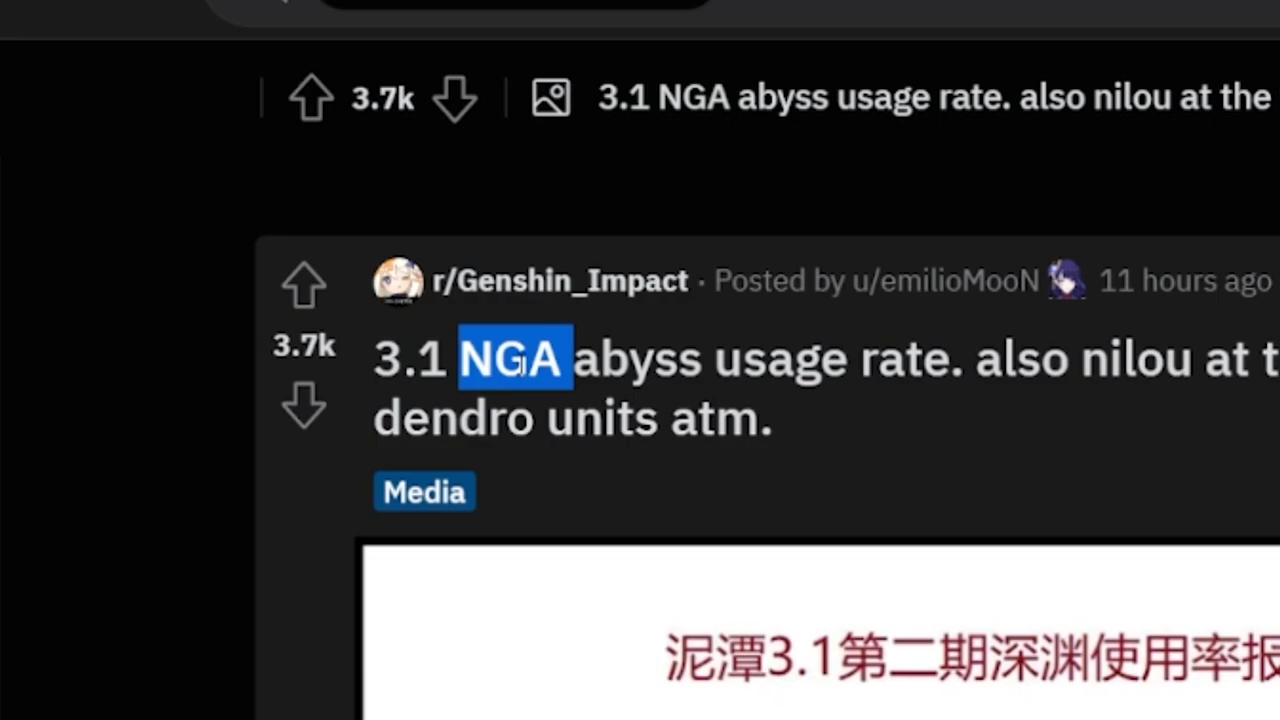 3.7k 3.1 NGA abyss usage rate. also nilou at the
r/Genshin_Impact · Posted by u/emilioMooN 11 hours ago
3.7k
3.1 NGA abyss usage rate. also nilou at t
dendro units atm.
Media
泥潭3.1第二期深渊使用率报